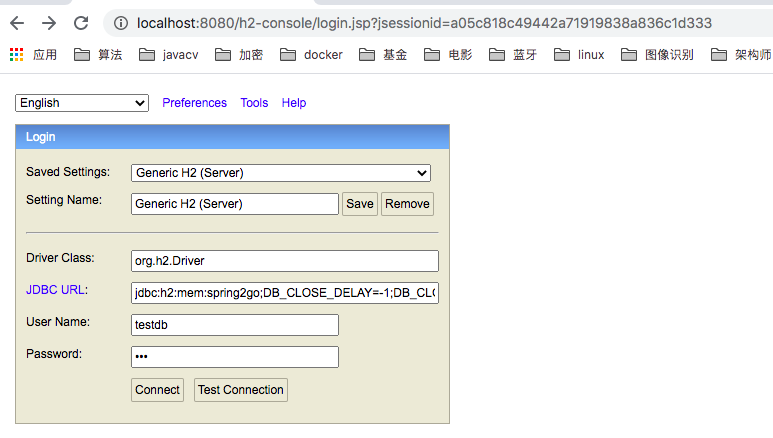 localhost:8080/h2-console/login.jsp?jsessionid=a05c818c49442a71919838a836c1d333
应用 算法 javacv 加密 docker 基金 电影 蓝牙 linux 图像识别 架构师
English Preferences Tools Help
Login
Saved Settings: Generic H2 (Server)
Setting Name: Generic H2 (Server) Save Remove
Driver Class: org.h2.Driver
JDBC URL: jdbc:h2:mem:spring2go;DB_CLOSE_DELAY=-1;DB_CLO
User Name: testdb
Password: •••
Connect Test Connection